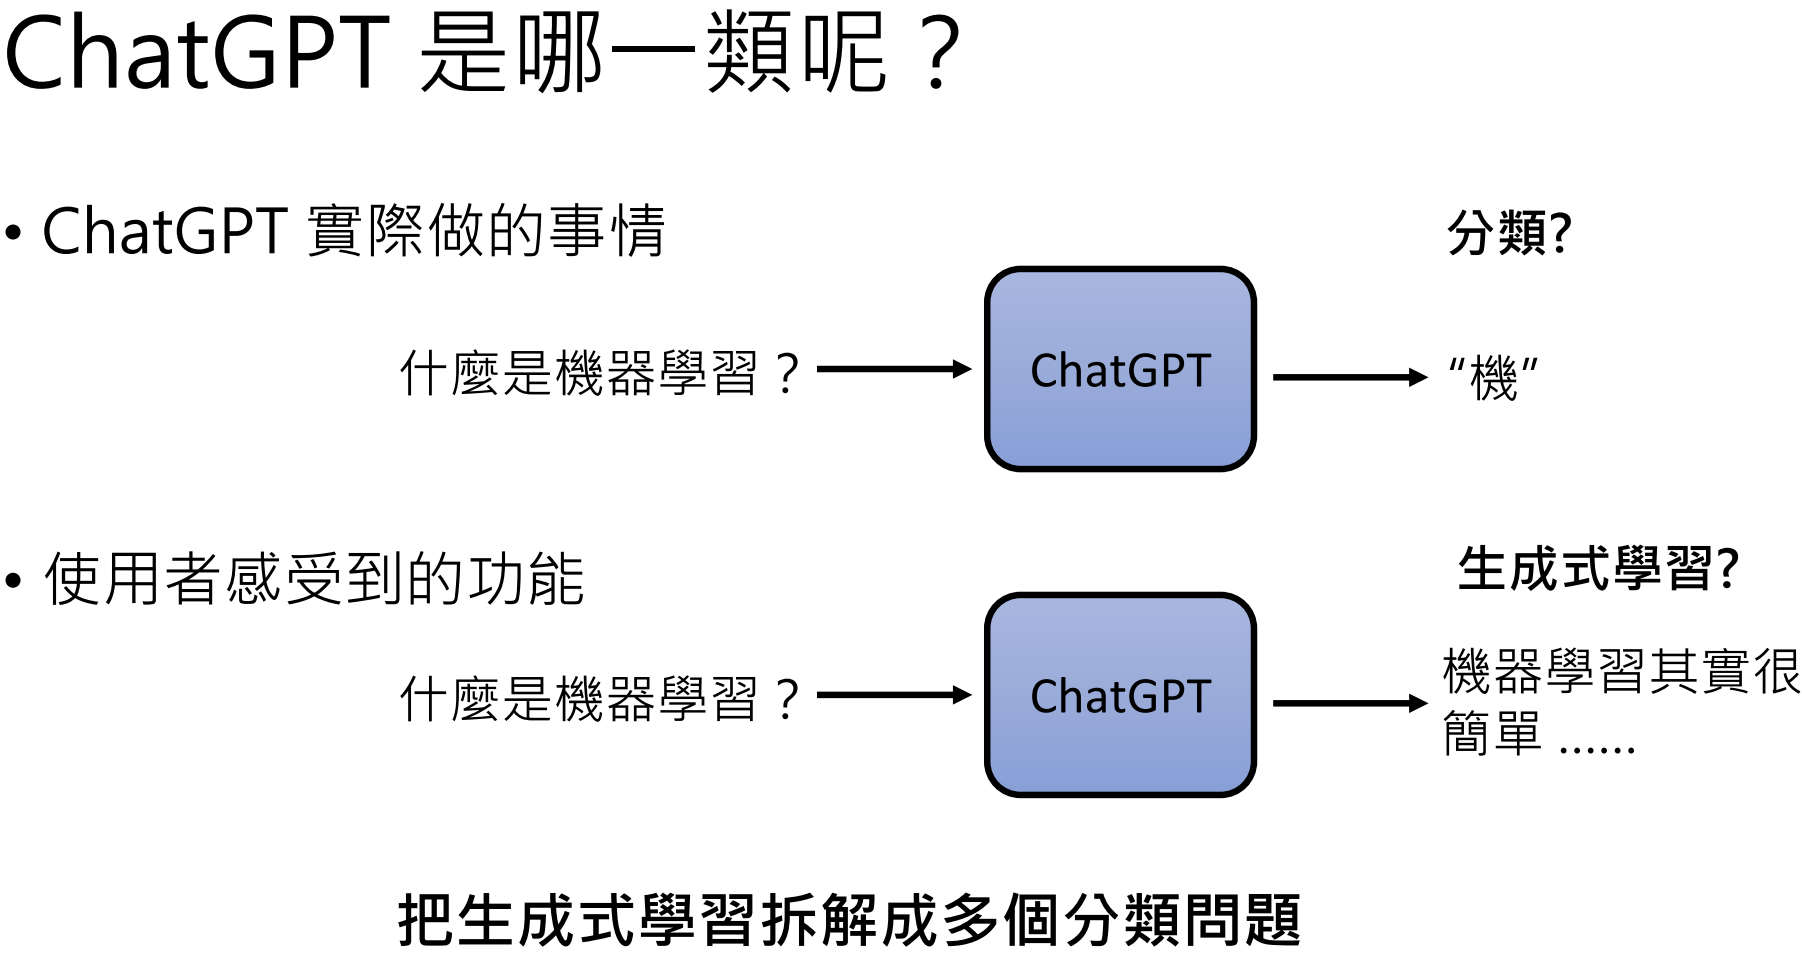 ChatGPT 是哪一類呢？
• ChatGPT 實際做的事情
分類?
什麼是機器學習？
ChatGPT
“機”
• 使用者感受到的功能
生成式學習?
什麼是機器學習？
ChatGPT
機器學習其實很
簡單 ……
把生成式學習拆解成多個分類問題